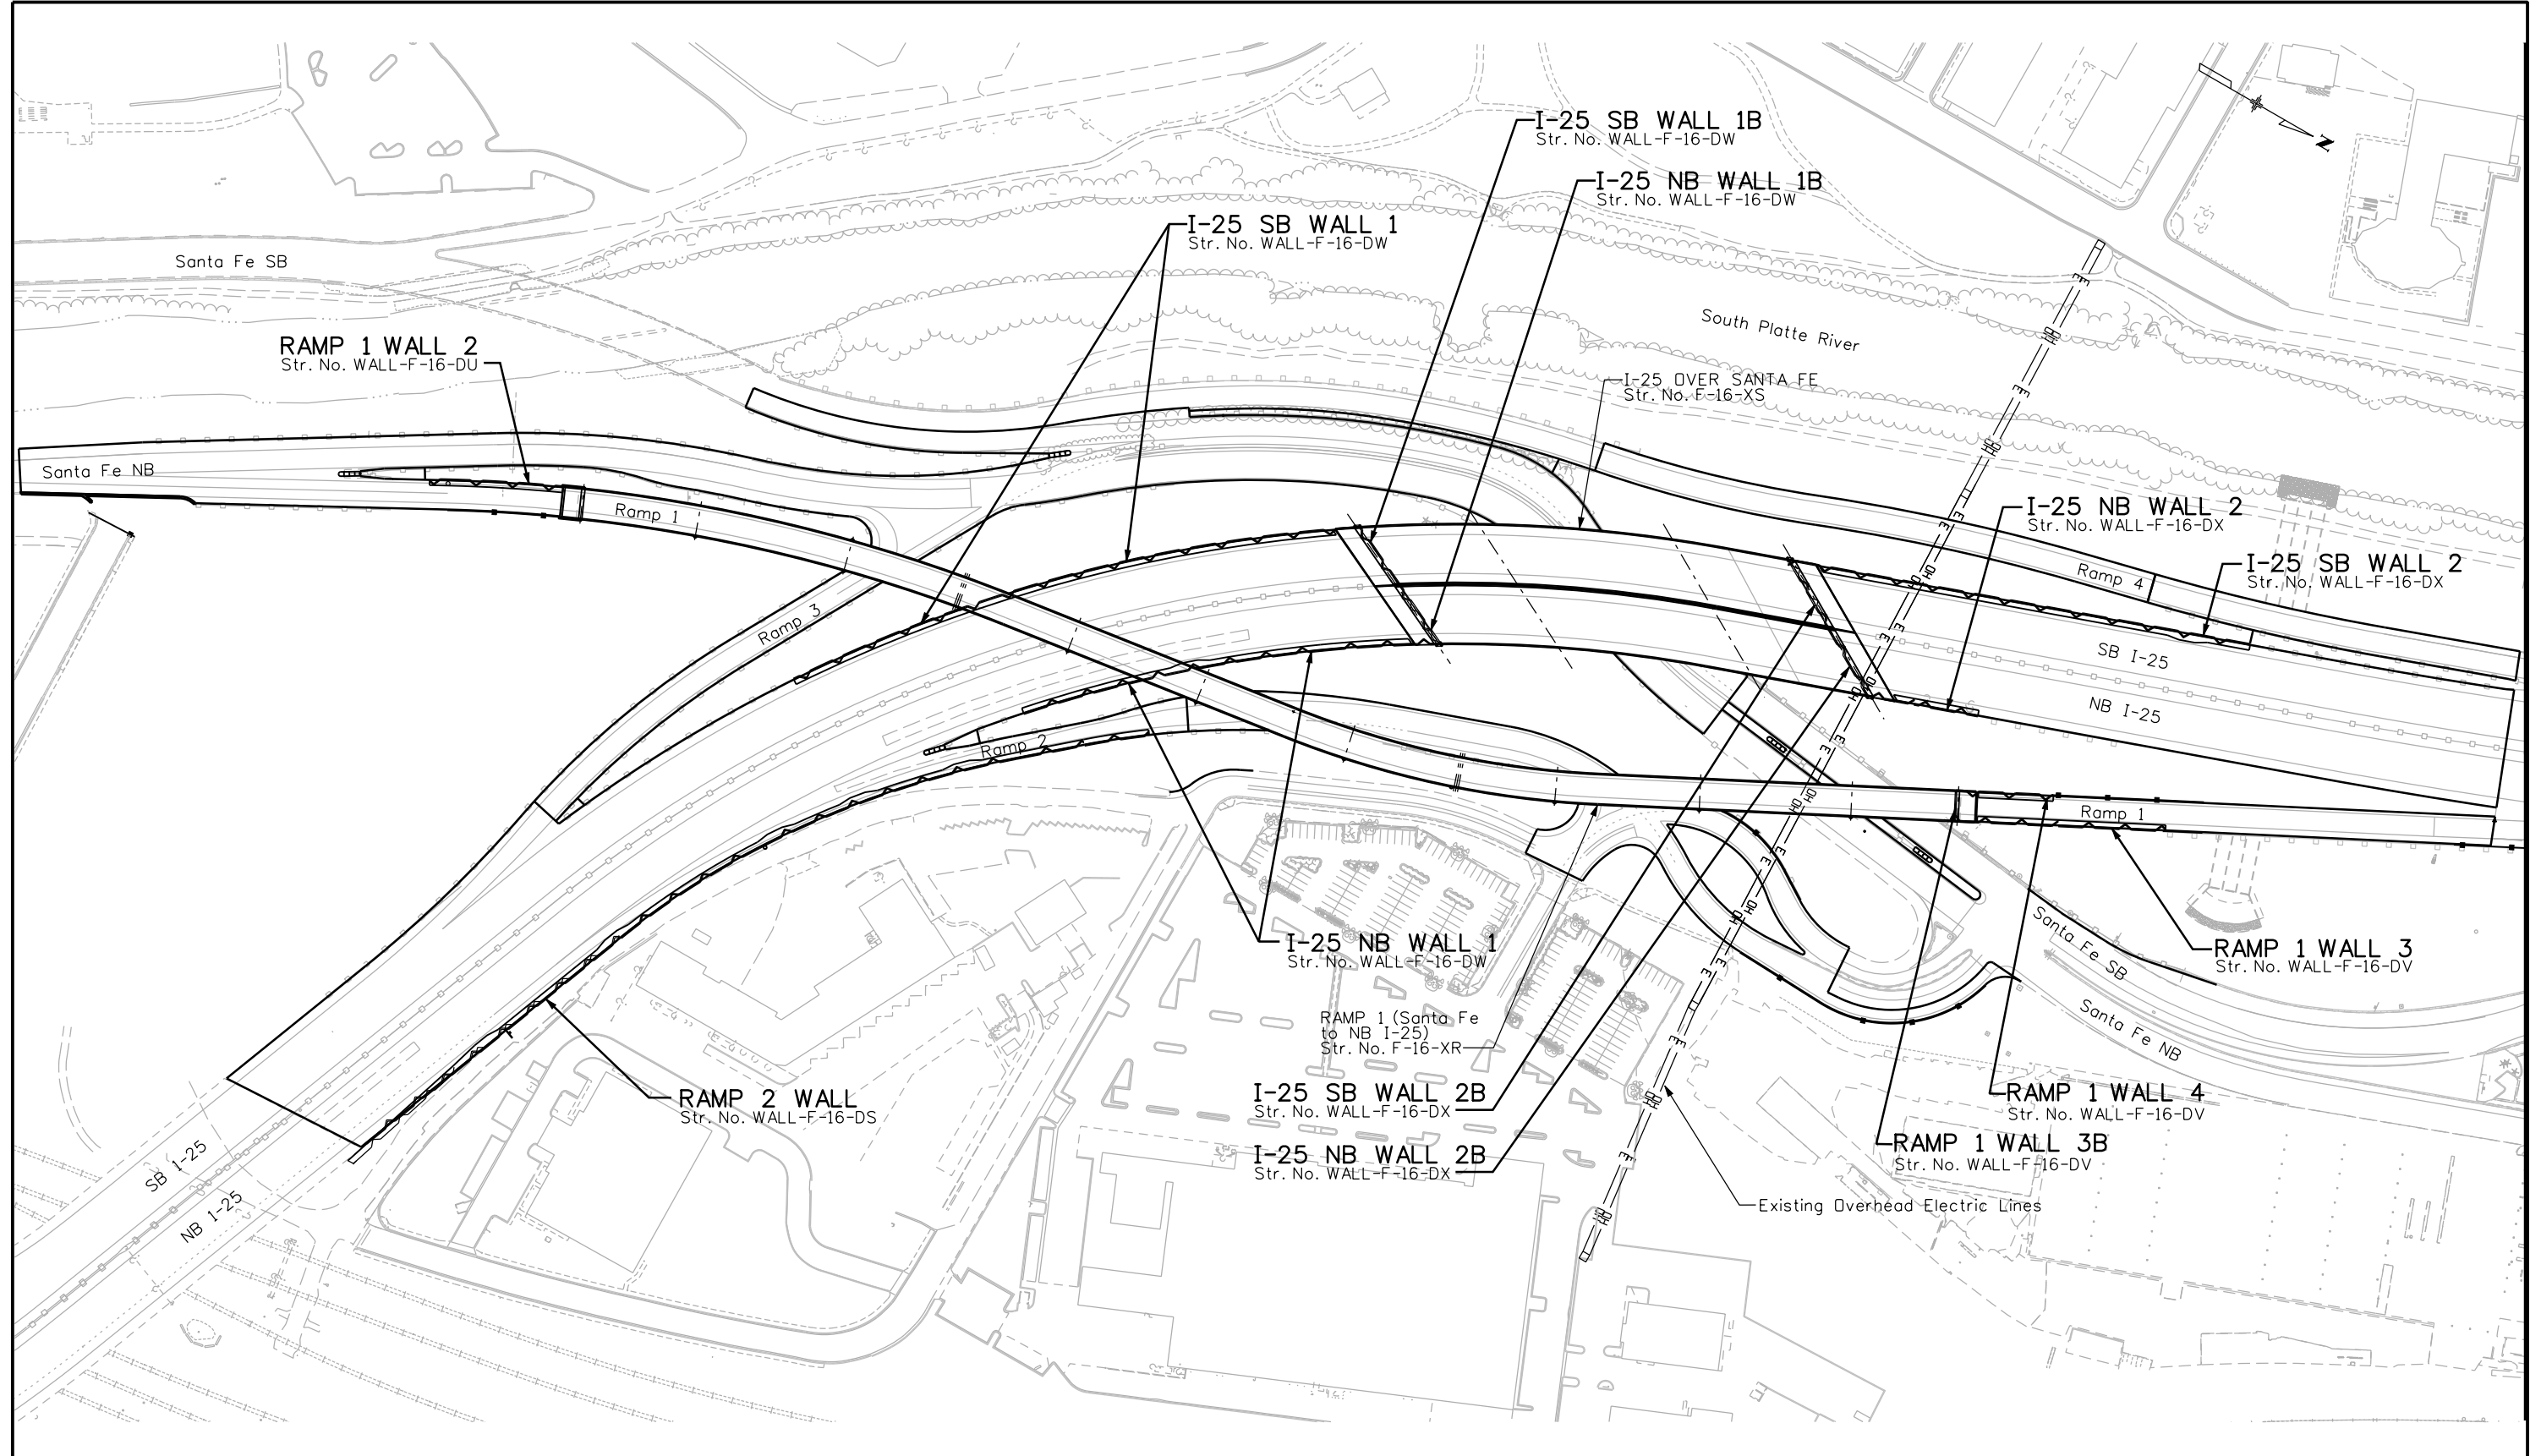 I-25 SB WALL 1B
Str. No. WALL-F-16-DW
N
I-25 NB WALL 1B
Str. No. WALL-F-16-DW
I-25 SB WALL 1
Str. No. WALL-F-16-DW
Santa Fe SB
South Platte River
RAMP 1 WALL 2
Str. No. WALL-F-16-DU
I-25 OVER SANTA FE
Str. No. F-16-XS
Santa Fe NB
Ramp 1
I-25 NB WALL 2
Str. No. WALL-F-16-DX
I-25 SB WALL 2
Str. No. WALL-F-16-DX
Ramp 4
Ramp 3
SB I-25
NB I-25
Ramp 2
Ramp 1
I-25 NB WALL 1
Str. No. WALL-F-16-DW
Santa Fe SB
RAMP 1 WALL 3
Str. No. WALL-F-16-DV
Santa Fe NB
RAMP 1 (Santa Fe
to NB I-25)
Str. No. F-16-XR
RAMP 2 WALL
Str. No. WALL-F-16-DS
I-25 SB WALL 2B
Str. No. WALL-F-16-DX
RAMP 1 WALL 4
Str. No. WALL-F-16-DV
I-25 NB WALL 2B
Str. No. WALL-F-16-DX
RAMP 1 WALL 3B
Str. No. WALL-F-16-DV
SB I-25
NB I-25
Existing Overhead Electric Lines